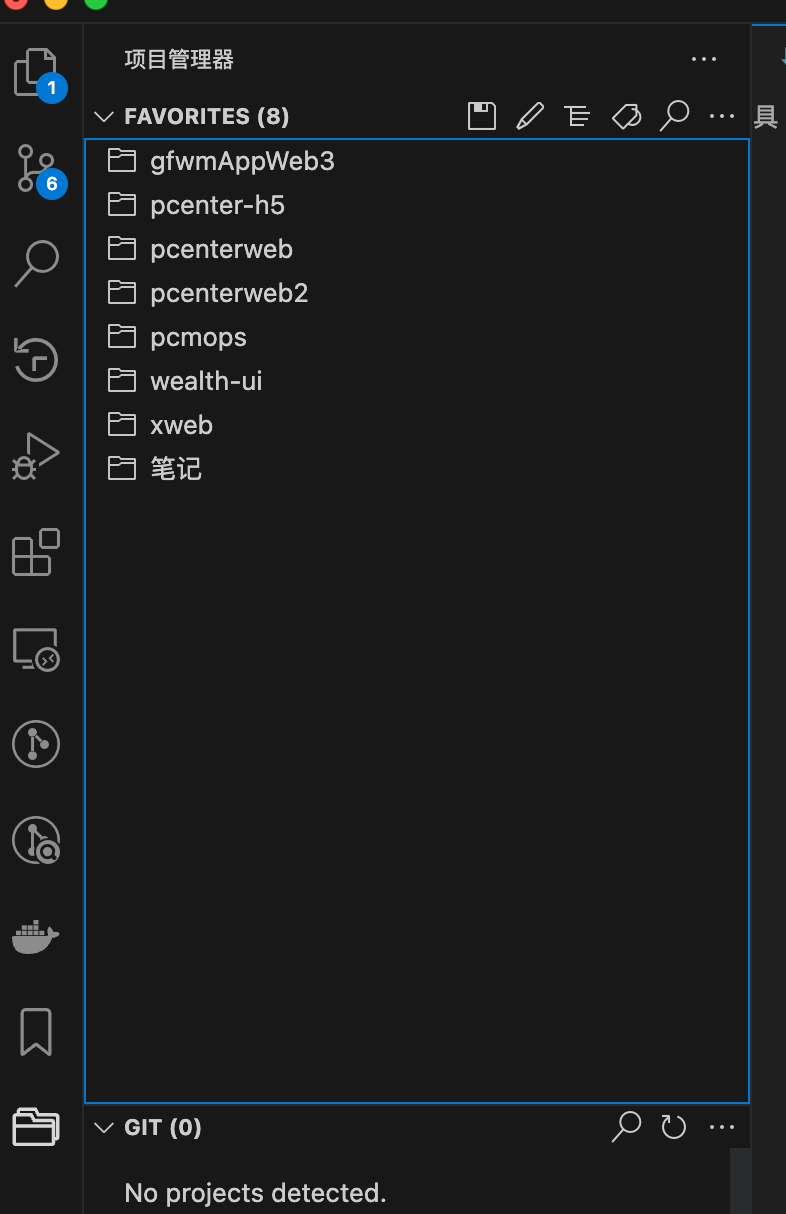 项目管理器
1
FAVORITES (8)
具
gfwmAppWeb3
6
pcenter-h5
pcenterweb
pcenterweb2
pcmops
wealth-ui
xweb
笔记
GIT (0)
No projects detected.